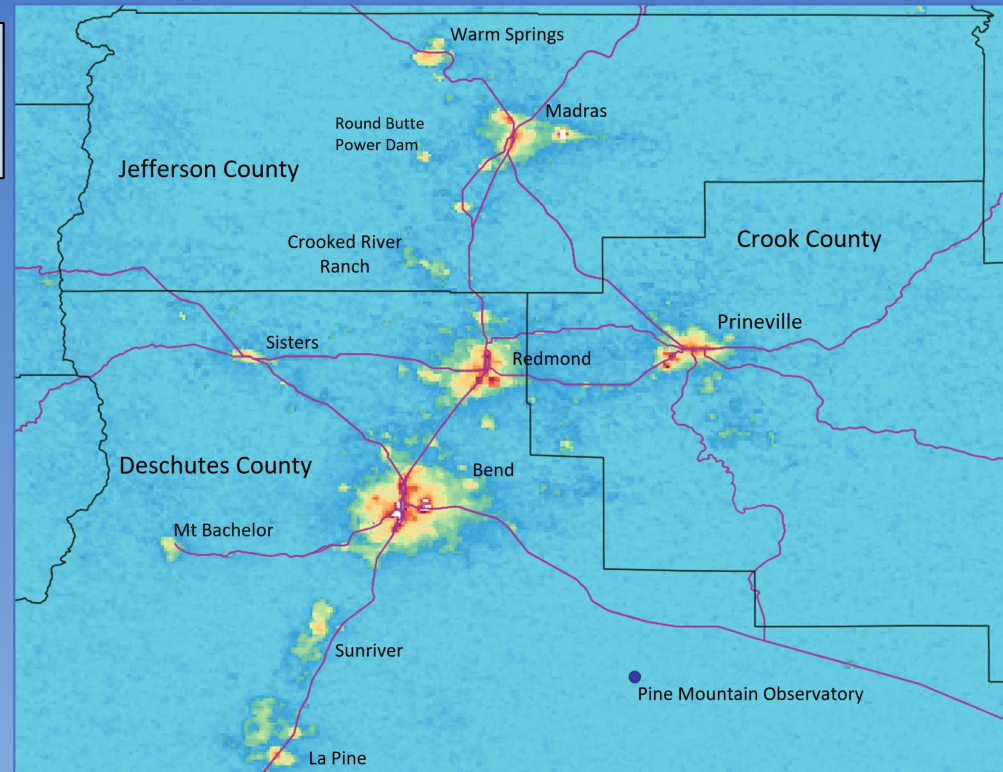 Warm Springs
Madras
Round Butte
Power Dam
Jefferson County
Crook County
Crooked River
Ranch
Prineville
Sisters
Redmond
Deschutes County
Bend
Mt Bachelor
Sunriver
Pine Mountain Observatory
La Pine